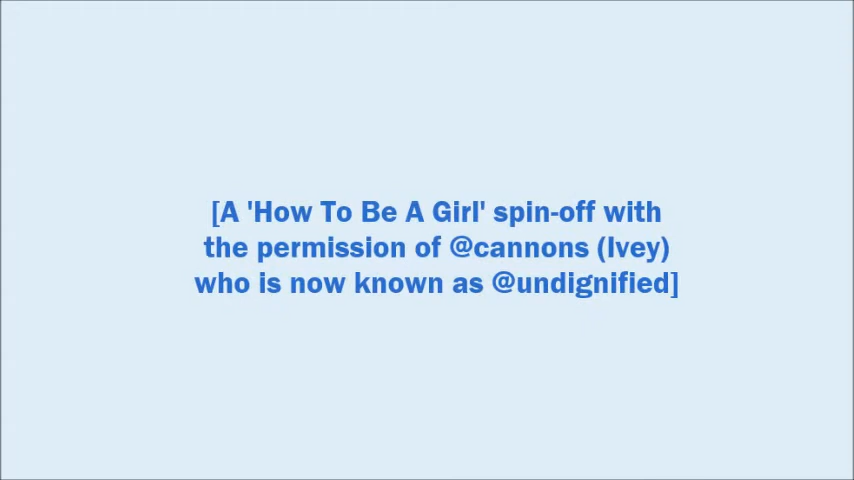 [A 'How To Be A Girl' spin-off with
the permission of @cannons (Ivey)
who is now known as @undignified]